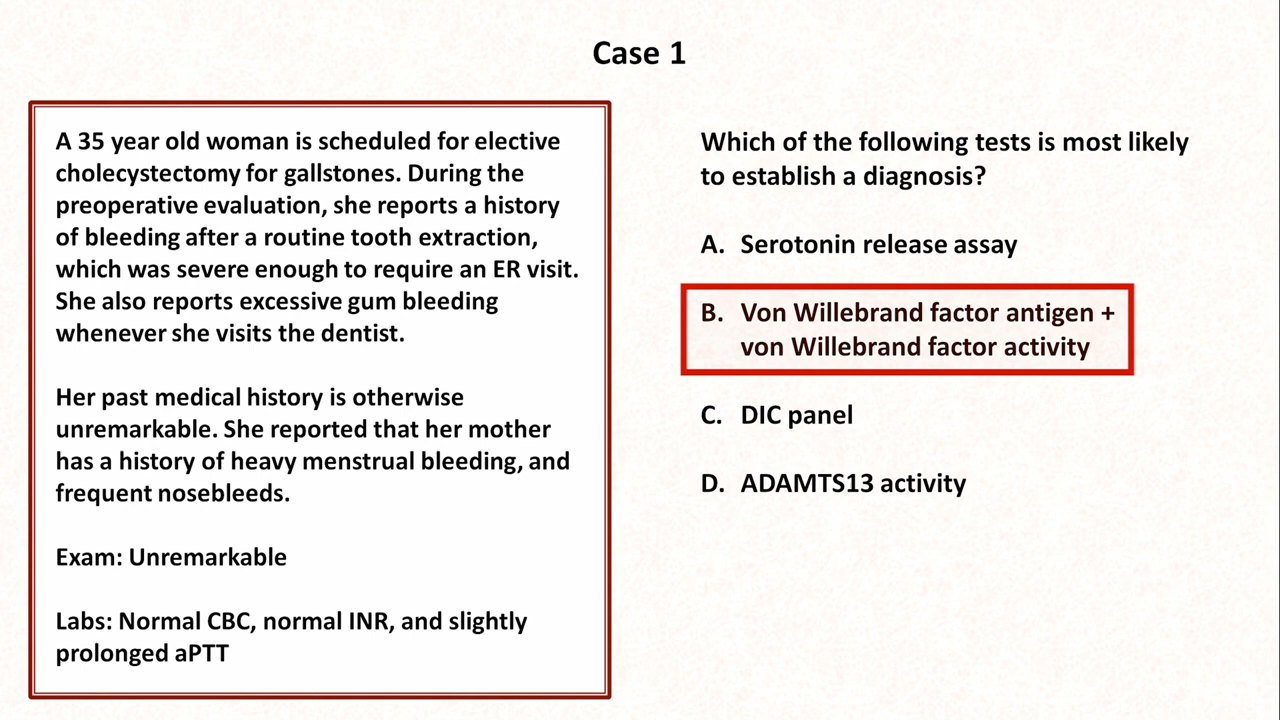 Case 1
A 35 year old woman is scheduled for elective
cholecystectomy for gallstones. During the
preoperative evaluation, she reports a history
of bleeding after a routine tooth extraction,
which was severe enough to require an ER visit.
She also reports excessive gum bleeding
whenever she visits the dentist.
Her past medical history is otherwise
unremarkable. She reported that her mother
has a history of heavy menstrual bleeding, and
frequent nosebleeds.
Exam: Unremarkable
Labs: Normal CBC, normal INR, and slightly
prolonged aPTT
Which of the following tests is most likely
to establish a diagnosis?
A. Serotonin release assay
B. Von Willebrand factor antigen +
von Willebrand factor activity
C. DIC panel
D. ADAMTS13 activity